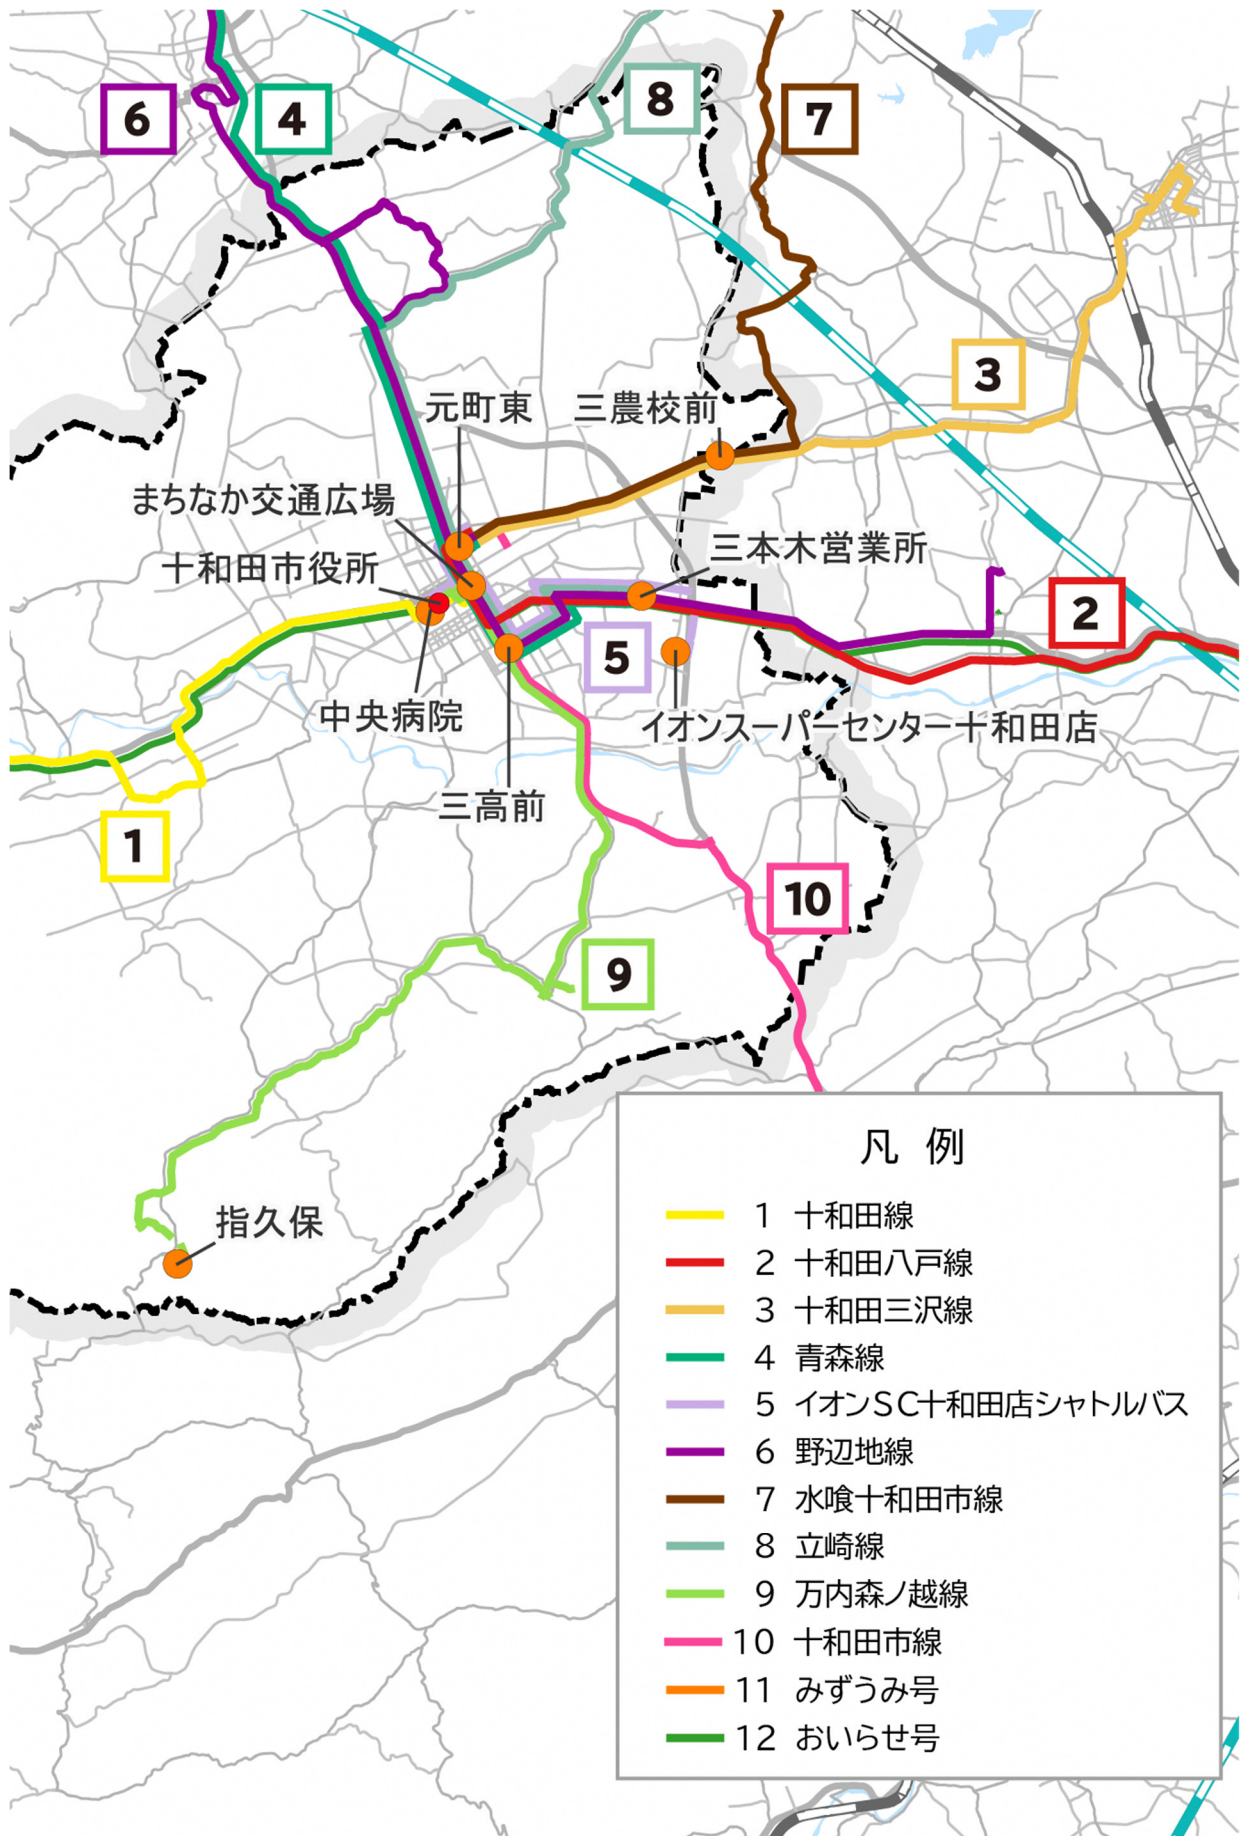 6
4
8
7
3
元町東
三農校前
まちなか交通広場
十和田市役所
三本木営業所
2
5
中央病院
イオンスーパーセンター十和田店
三高前
1
10
9
指久保
凡 例
1 十和田線
2 十和田八戸線
3 十和田三沢線
4 青森線
5 イオンSC十和田店シャトルバス
6 野辺地線
7 水喰十和田市線
8 立崎線
9 万内森ノ越線
10 十和田市線
11 みずうみ号
12 おいらせ号